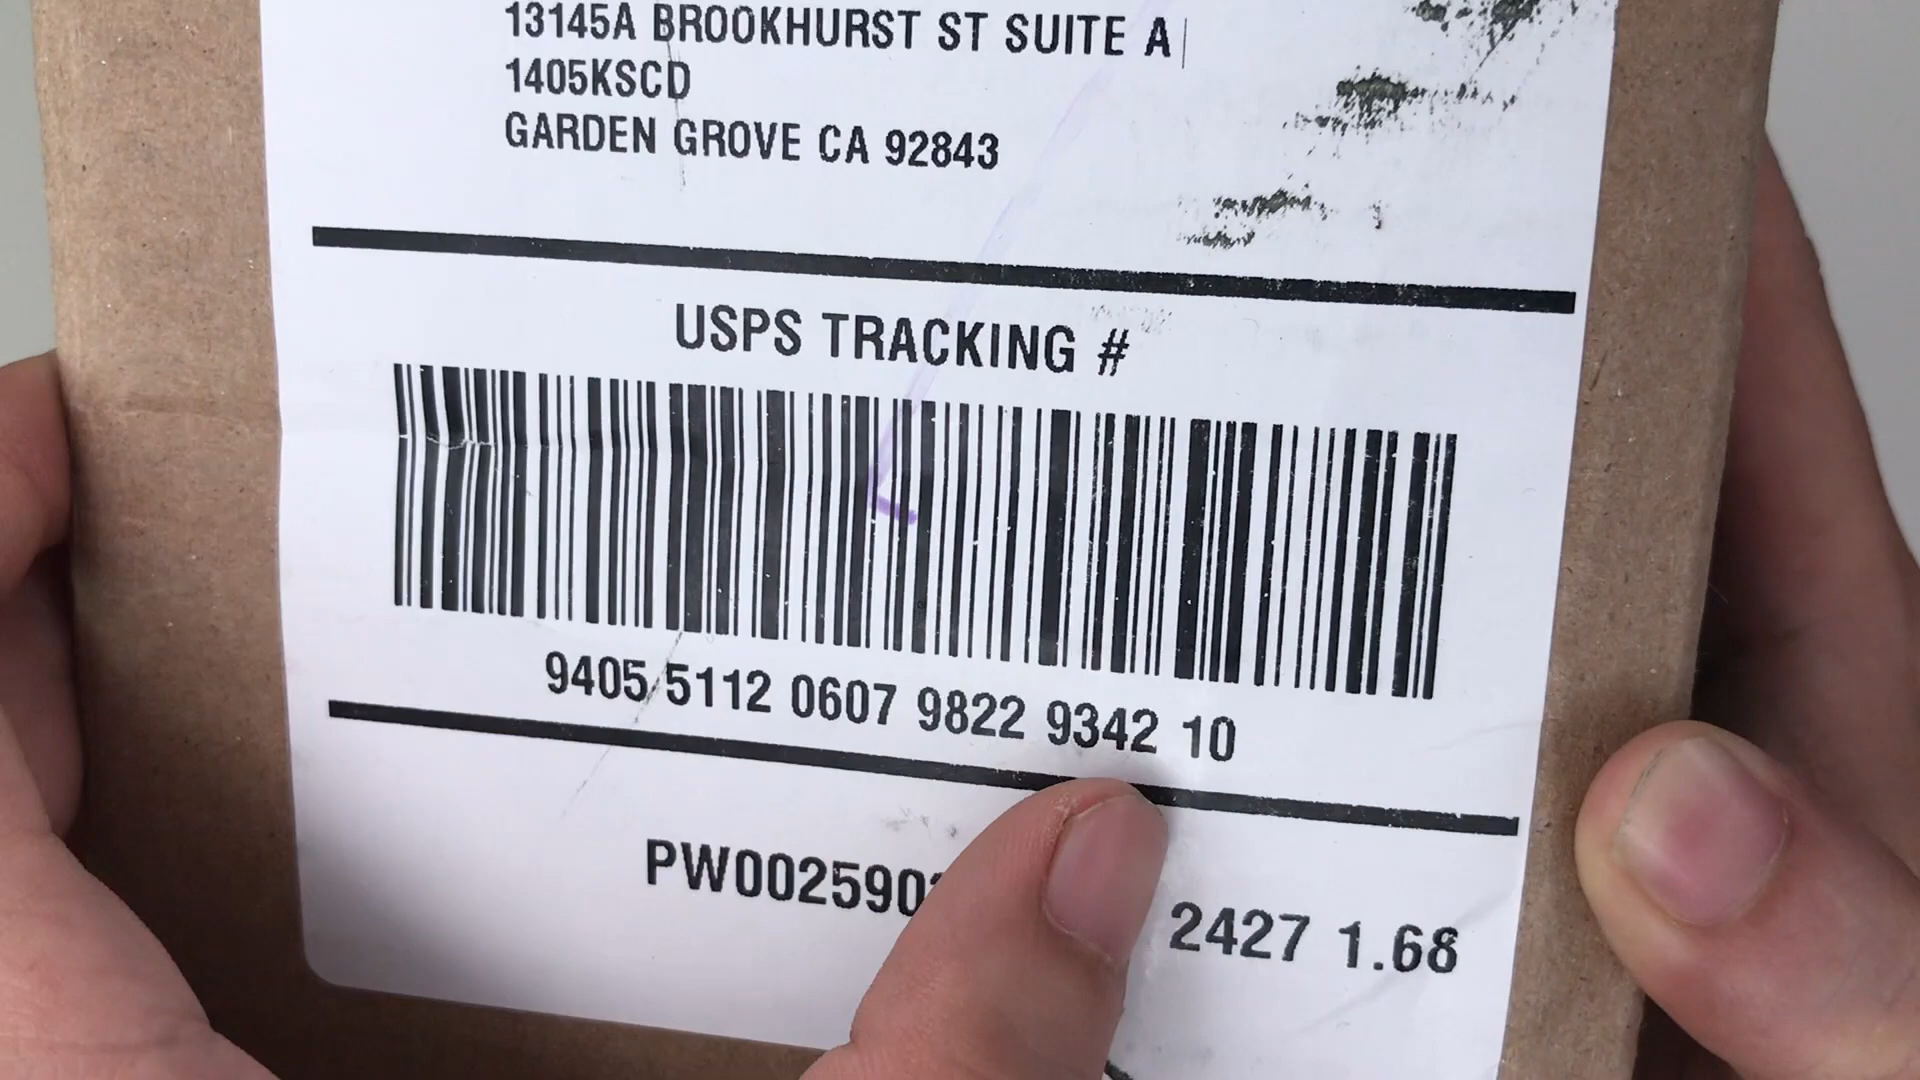 13145A BROOKHURST ST SUITE A
1405KSCD
GARDEN GROVE CA 92843
USPS TRACKING #
9405 5112 0607 9822 9342 10
2427 1.68